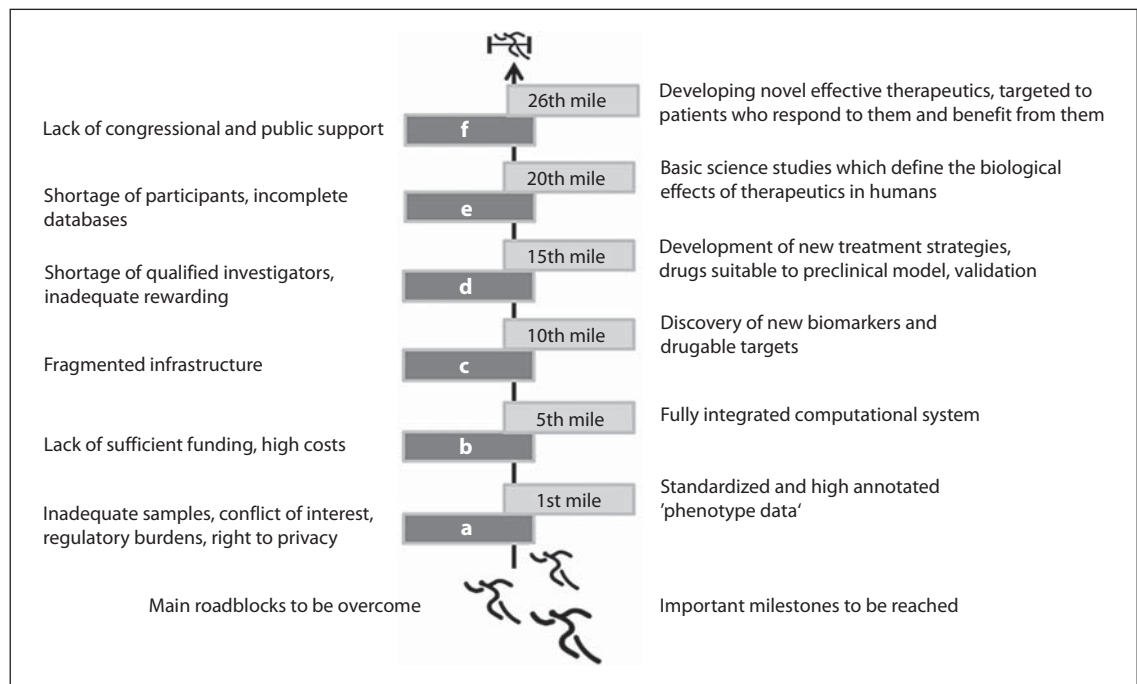 26th mile
Developing novel effective therapeutics, targeted to
patients who respond to them and benefit from them
Lack of congressional and public support
f
20th mile
Basic science studies which define the biological
effects of therapeutics in humans
Shortage of participants, incomplete
databases
e
15th mile
Development of new treatment strategies,
drugs suitable to preclinical model, validation
Shortage of qualified investigators,
inadequate rewarding
d
10th mile
Discovery of new biomarkers and
drugable targets
Fragmented infrastructure
c
5th mile
Fully integrated computational system
Lack of sufficient funding, high costs
b
1st mile
Standardized and high annotated
’phenotype data‘
Inadequate samples, conflict of interest,
regulatory burdens, right to privacy
a
Main roadblocks to be overcome
Important milestones to be reached